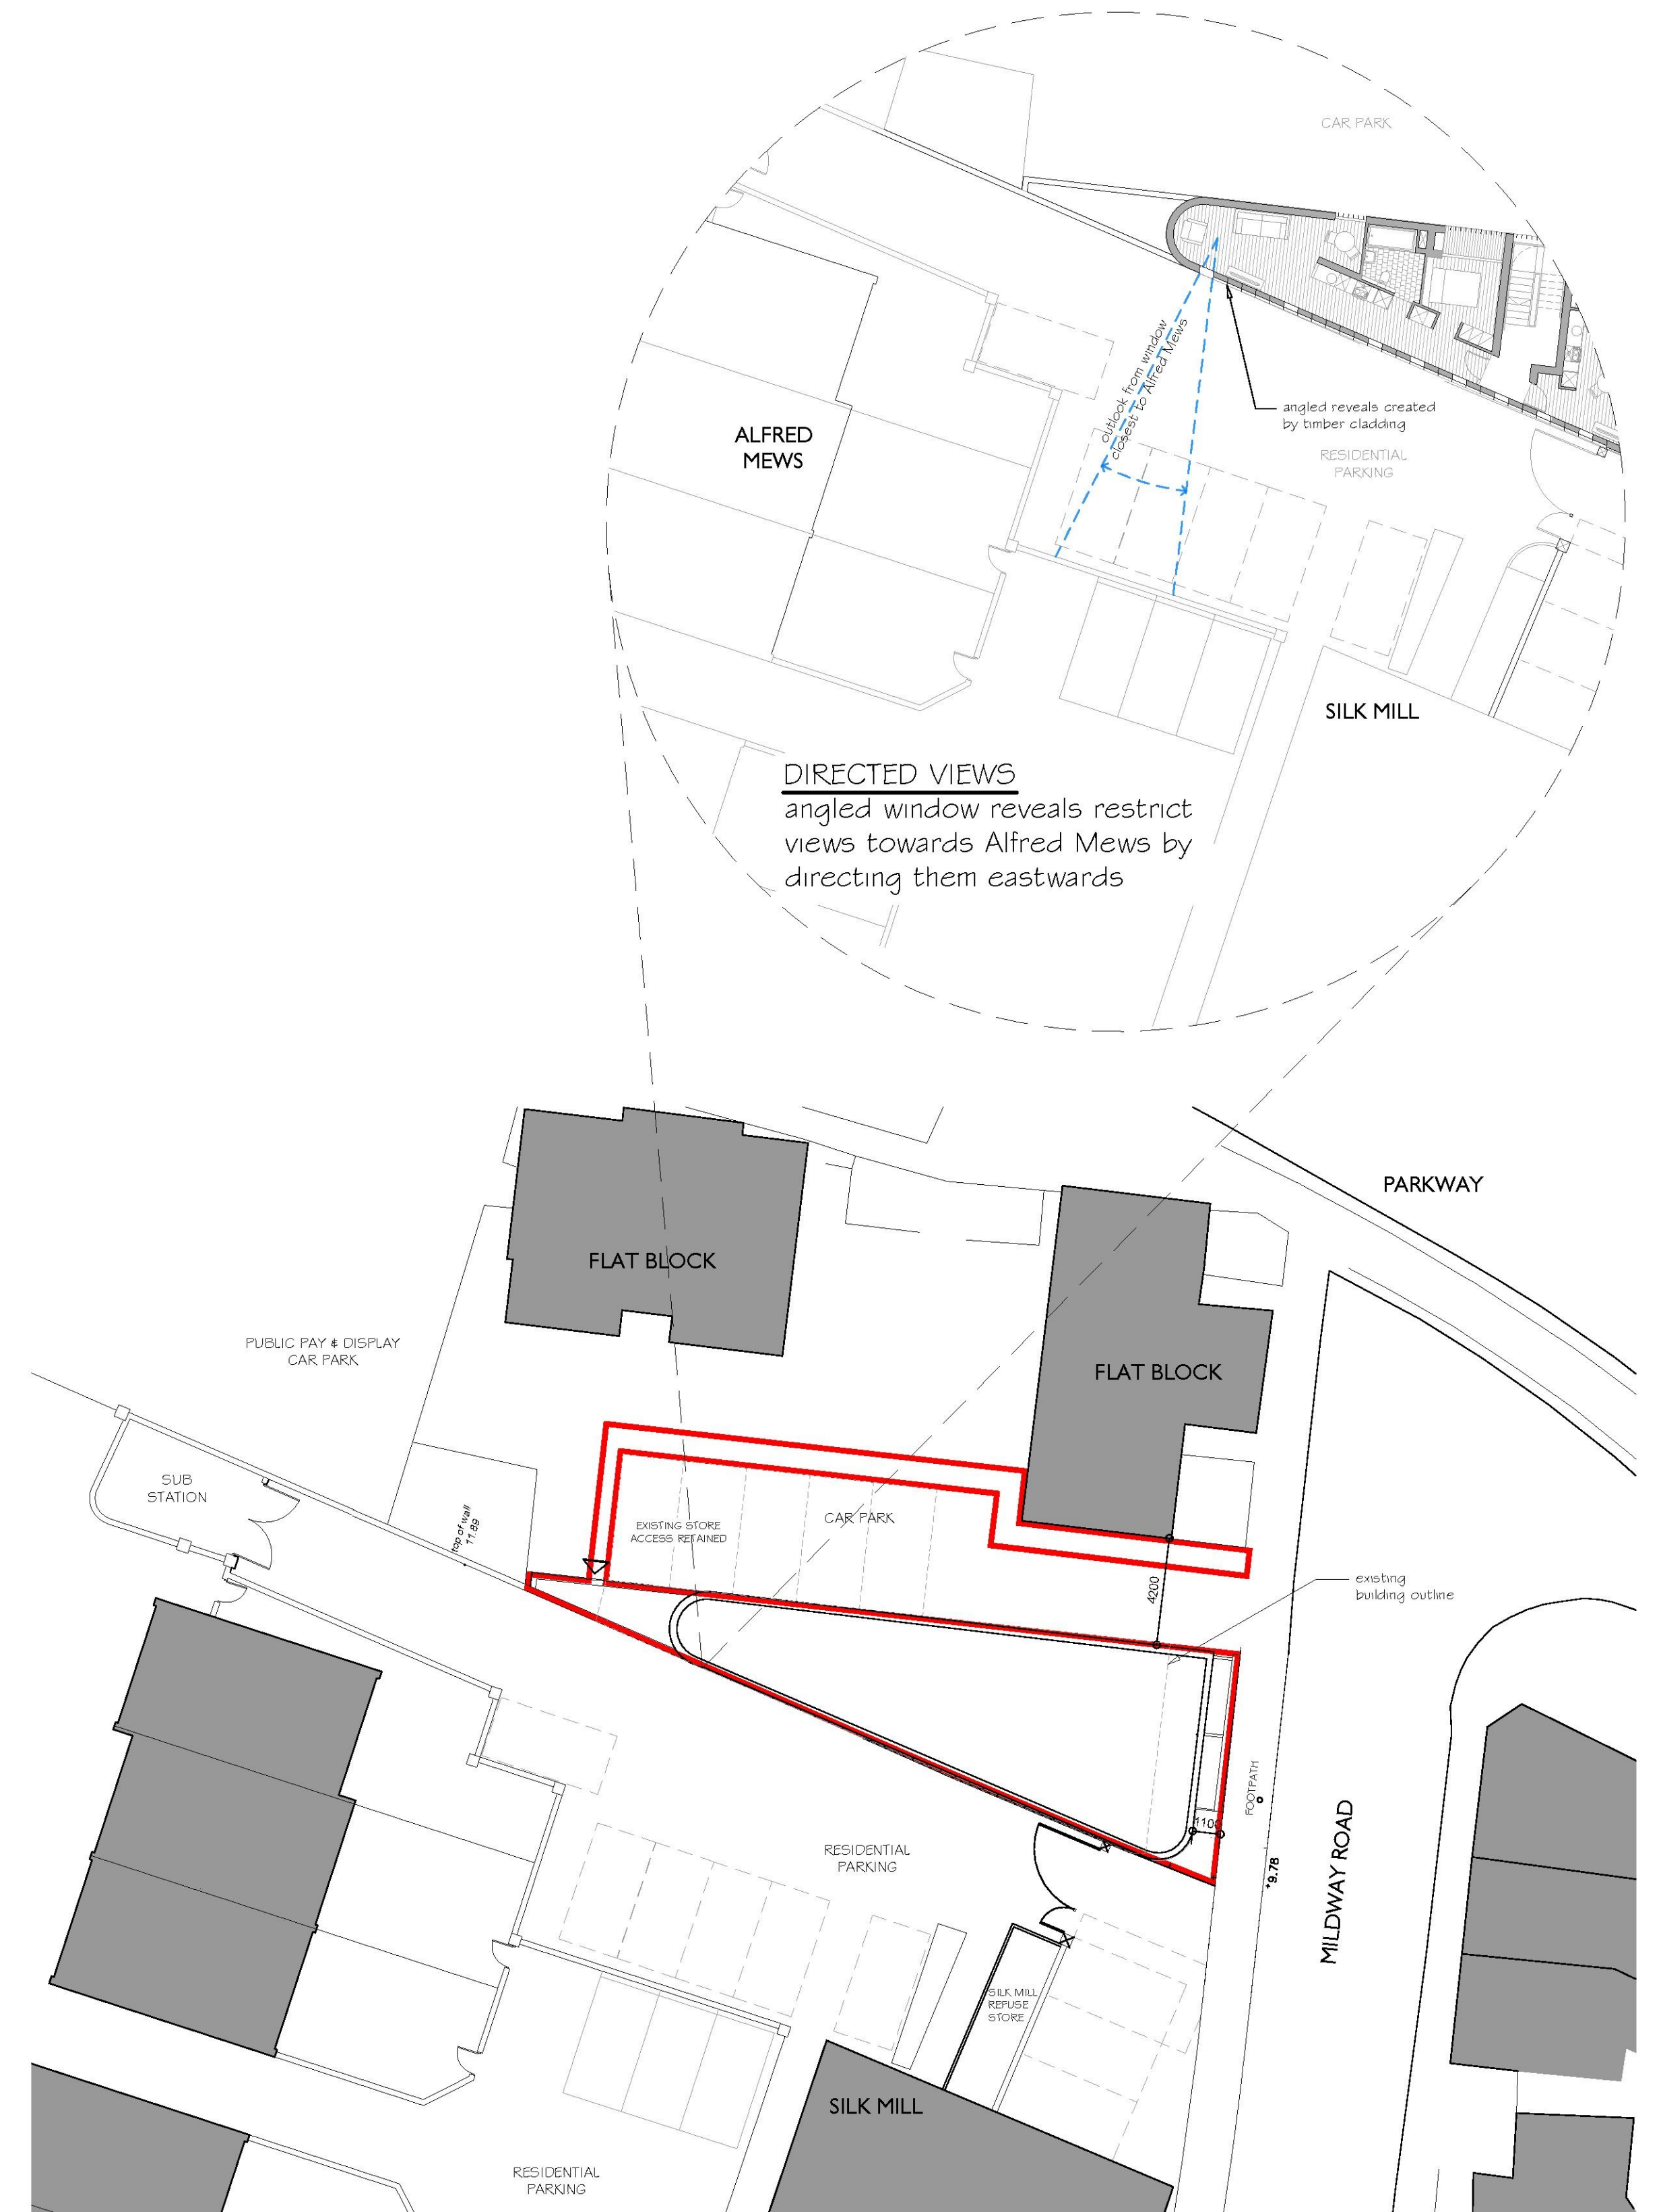 CAR PARK
outlook from window
closest to Alfred Mews
angled reveals created
by timber cladding
ALFRED
MEWS
RESIDENTIAL
PARKING
SILK MILL
DIRECTED VIEWS
angled window reveals restrict
views towards Alfred Mews by
directing them eastwards
PARKWAY
FLAT BLOCK
PUBLIC PAY & DISPLAY
CAR PARK
FLAT BLOCK
SUB
STATION
top of wall
11.89
EXISTING STORE
ACCESS RETAINED
CAR PARK
4200
existing
building outline
FOOTPATH
1100
RESIDENTIAL
PARKING
+9.78
MILDWAY ROAD
SILK MILL
REFUSE
STORE
SILK MILL
RESIDENTIAL
PARKING